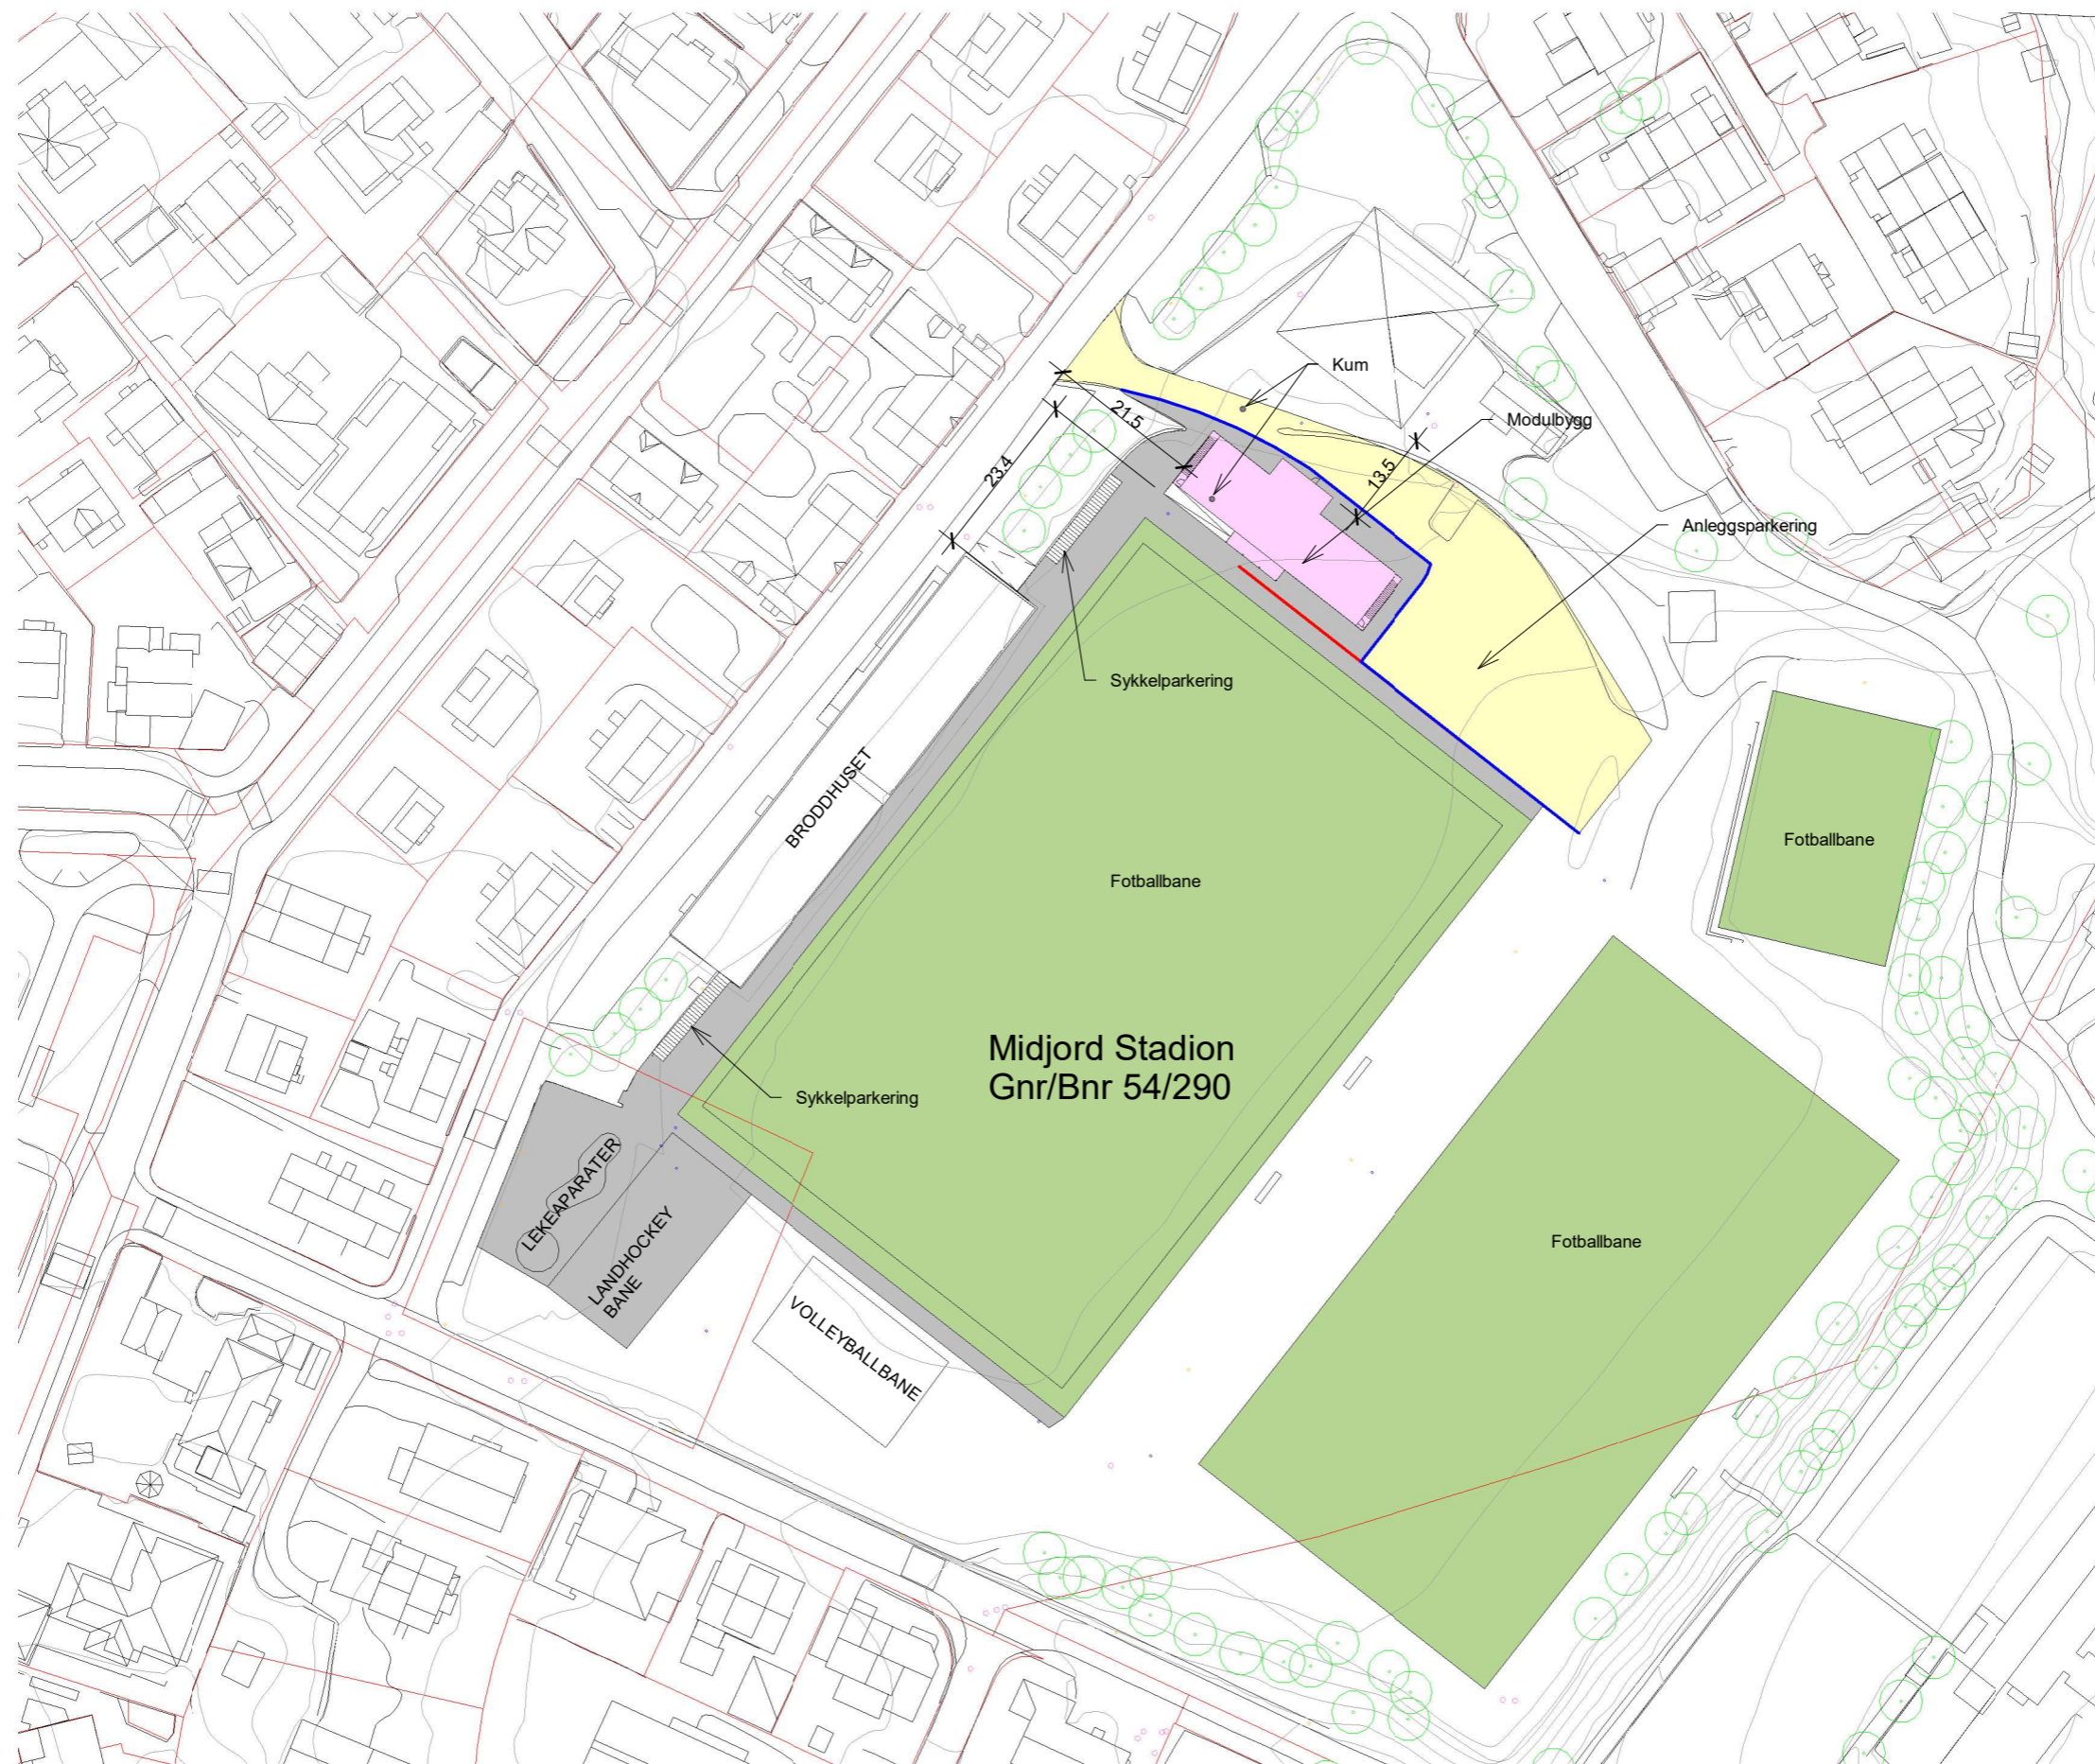 Kum
21.5
Modulbygg
23.4
13.5
Anleggsparkering
Sykkelparkering
BRODDHUSET
Fotballbane
Fotballbane
Midjord Stadion
Gnr/Bnr 54/290
Sykkelparkering
LEKEAPARATER
LANDHOCKEY
BANE
Fotballbane
VOLLEYBALLBANE